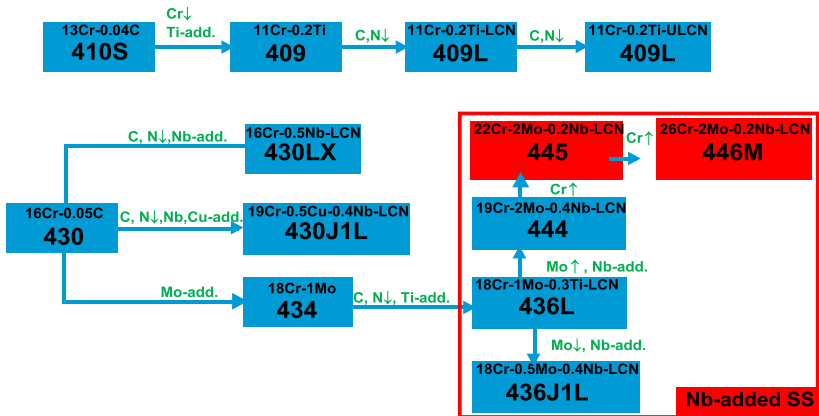 13Cr-0.04C
410S
Cr↓
Ti-add.
11Cr-0.2Ti
409
C,N↓
11Cr-0.2Ti-LCN
409L
C,N↓
11Cr-0.2Ti-ULCN
409L
C, N↓,Nb-add.
16Cr-0.5Nb-LCN
430LX
22Cr-2Mo-0.2Nb-LCN
445
Cr↑
26Cr-2Mo-0.2Nb-LCN
446M
Cr↑
16Cr-0.05C
430
C, N↓,Nb,Cu-add.
19Cr-0.5Cu-0.4Nb-LCN
430J1L
19Cr-2Mo-0.4Nb-LCN
444
Mo↑, Nb-add.
Mo-add.
18Cr-1Mo
434
C, N↓, Ti-add.
18Cr-1Mo-0.3Ti-LCN
436L
Mo↓, Nb-add.
18Cr-0.5Mo-0.4Nb-LCN
436J1L
Nb-added SS